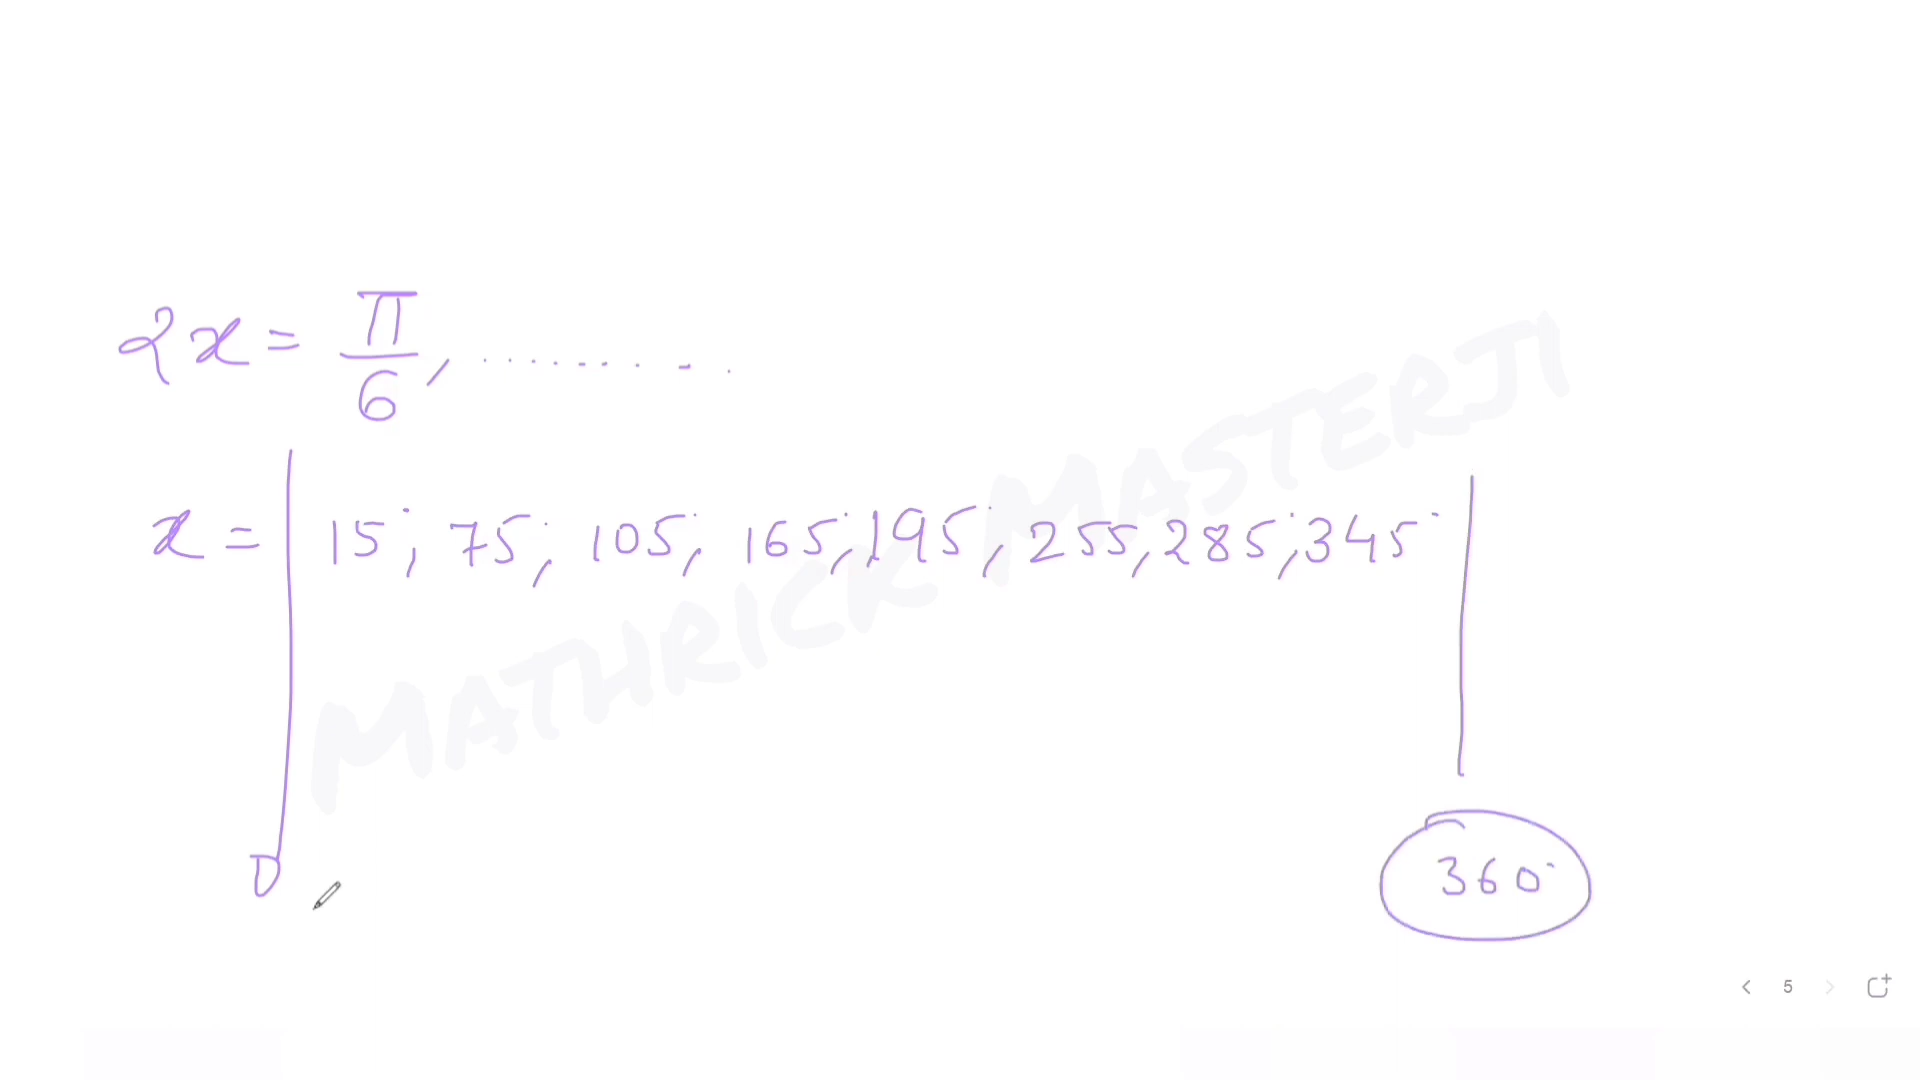 2x = π/6, .........
x = 15°, 75°, 105°, 165°, 195°, 255°, 285°, 345°
0
360°
MATHRICK MASTERJI
5